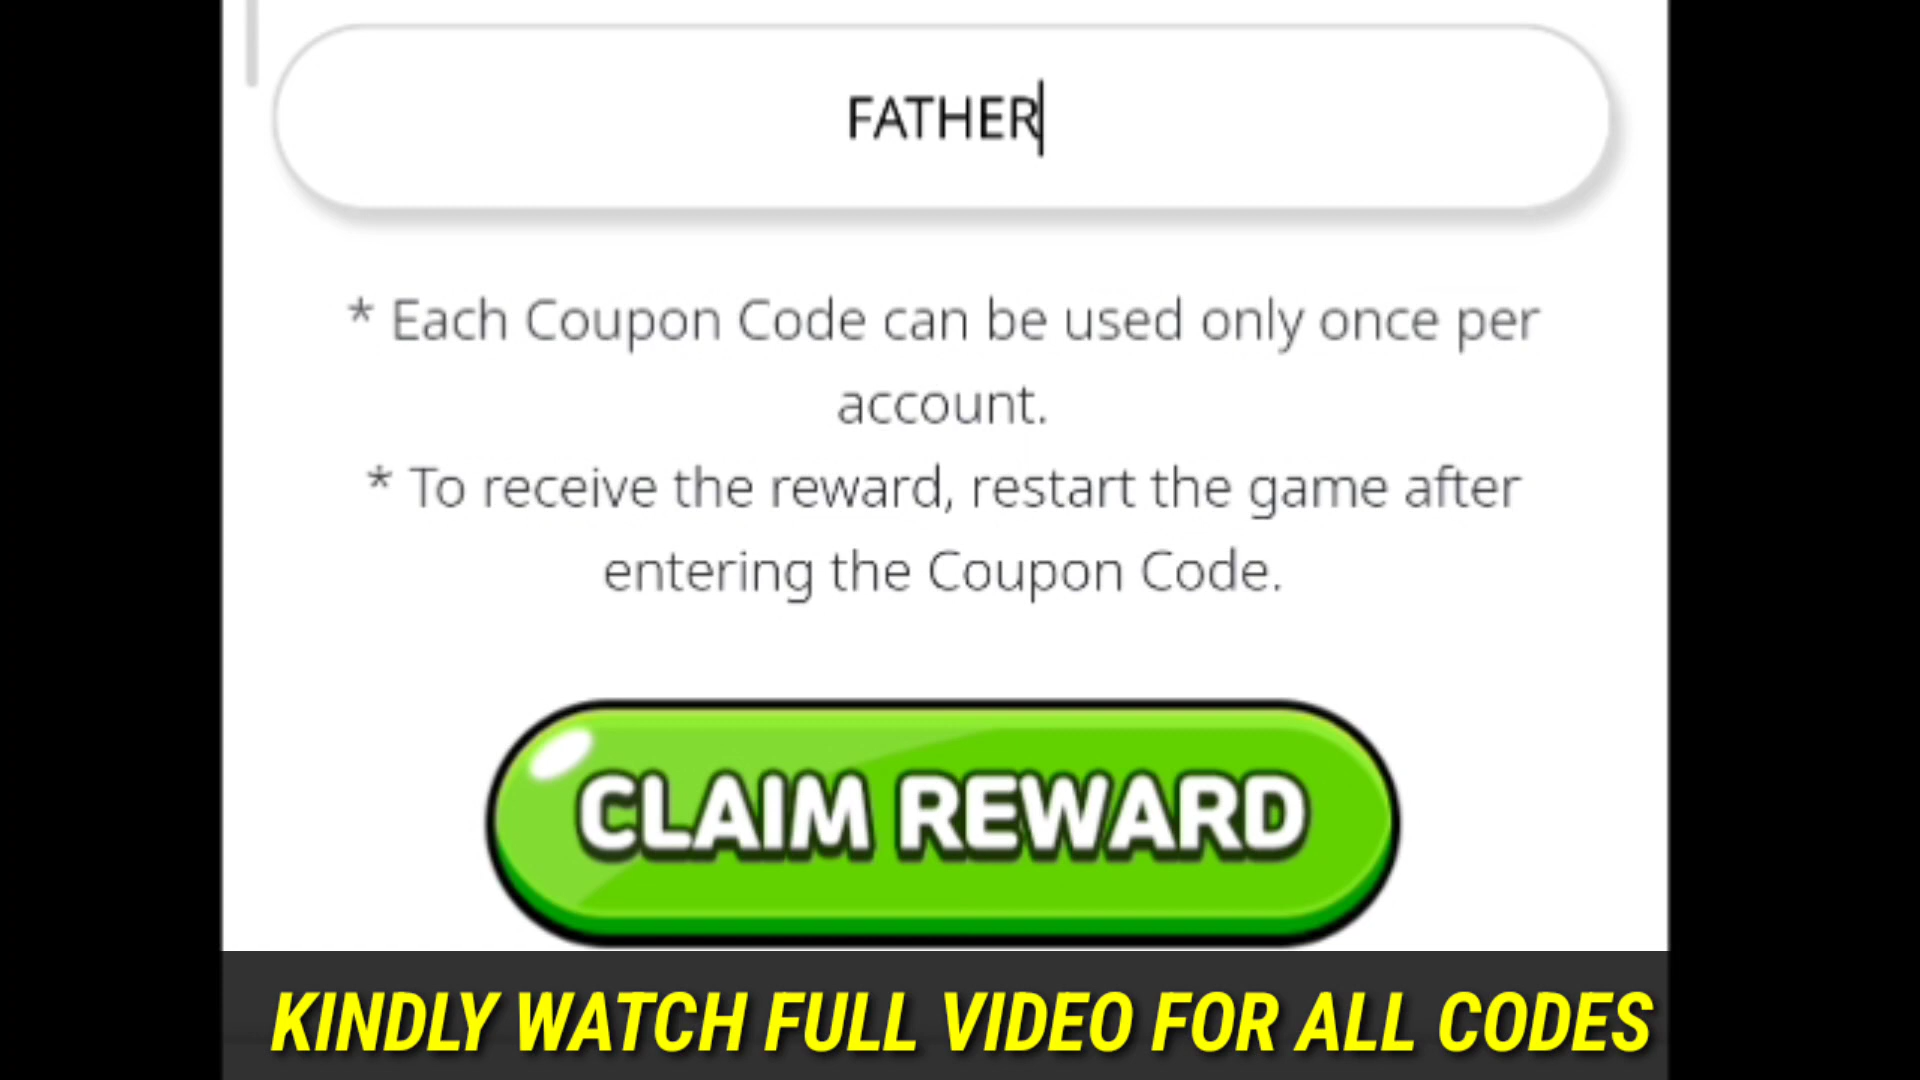 FATHER
* Each Coupon Code can be used only once per
account.
* To receive the reward, restart the game after
entering the Coupon Code.
CLAIM REWARD
KINDLY WATCH FULL VIDEO FOR ALL CODES